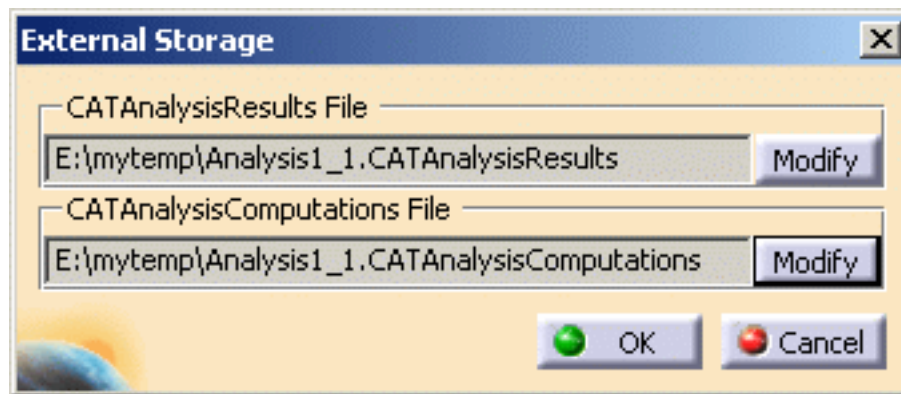 External Storage
CATAnalysisResults File
E:\mytemp\Analysis1_1.CATAnalysisResults
Modify
CATAnalysisComputations File
E:\mytemp\Analysis1_1.CATAnalysisComputations
Modify
OK
Cancel